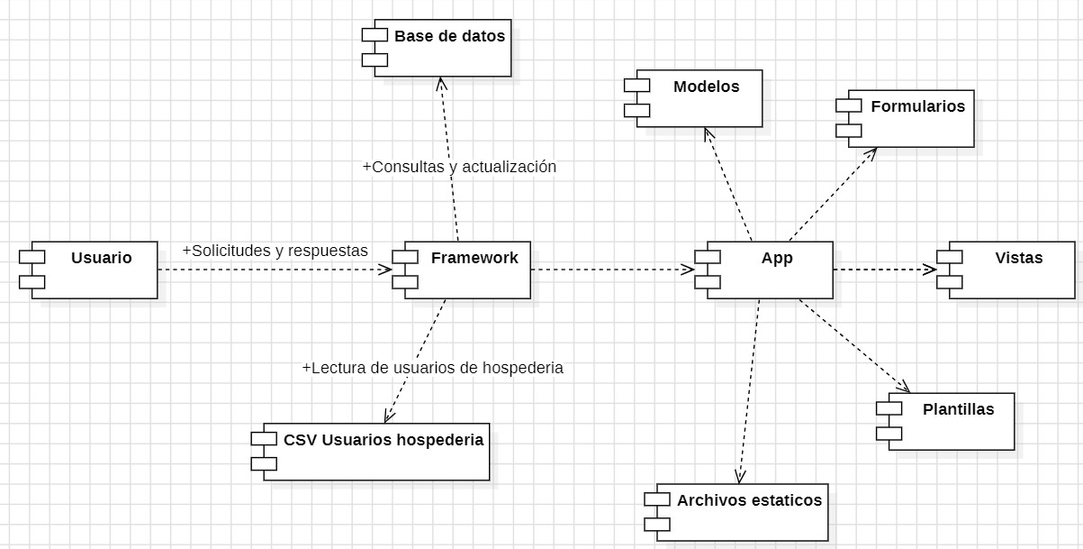 Base de datos
Modelos
Formularios
+Consultas y actualización
+Solicitudes y respuestas
Usuario
Framework
App
Vistas
+Lectura de usuarios de hospederia
Plantillas
CSV Usuarios hospederia
Archivos estaticos